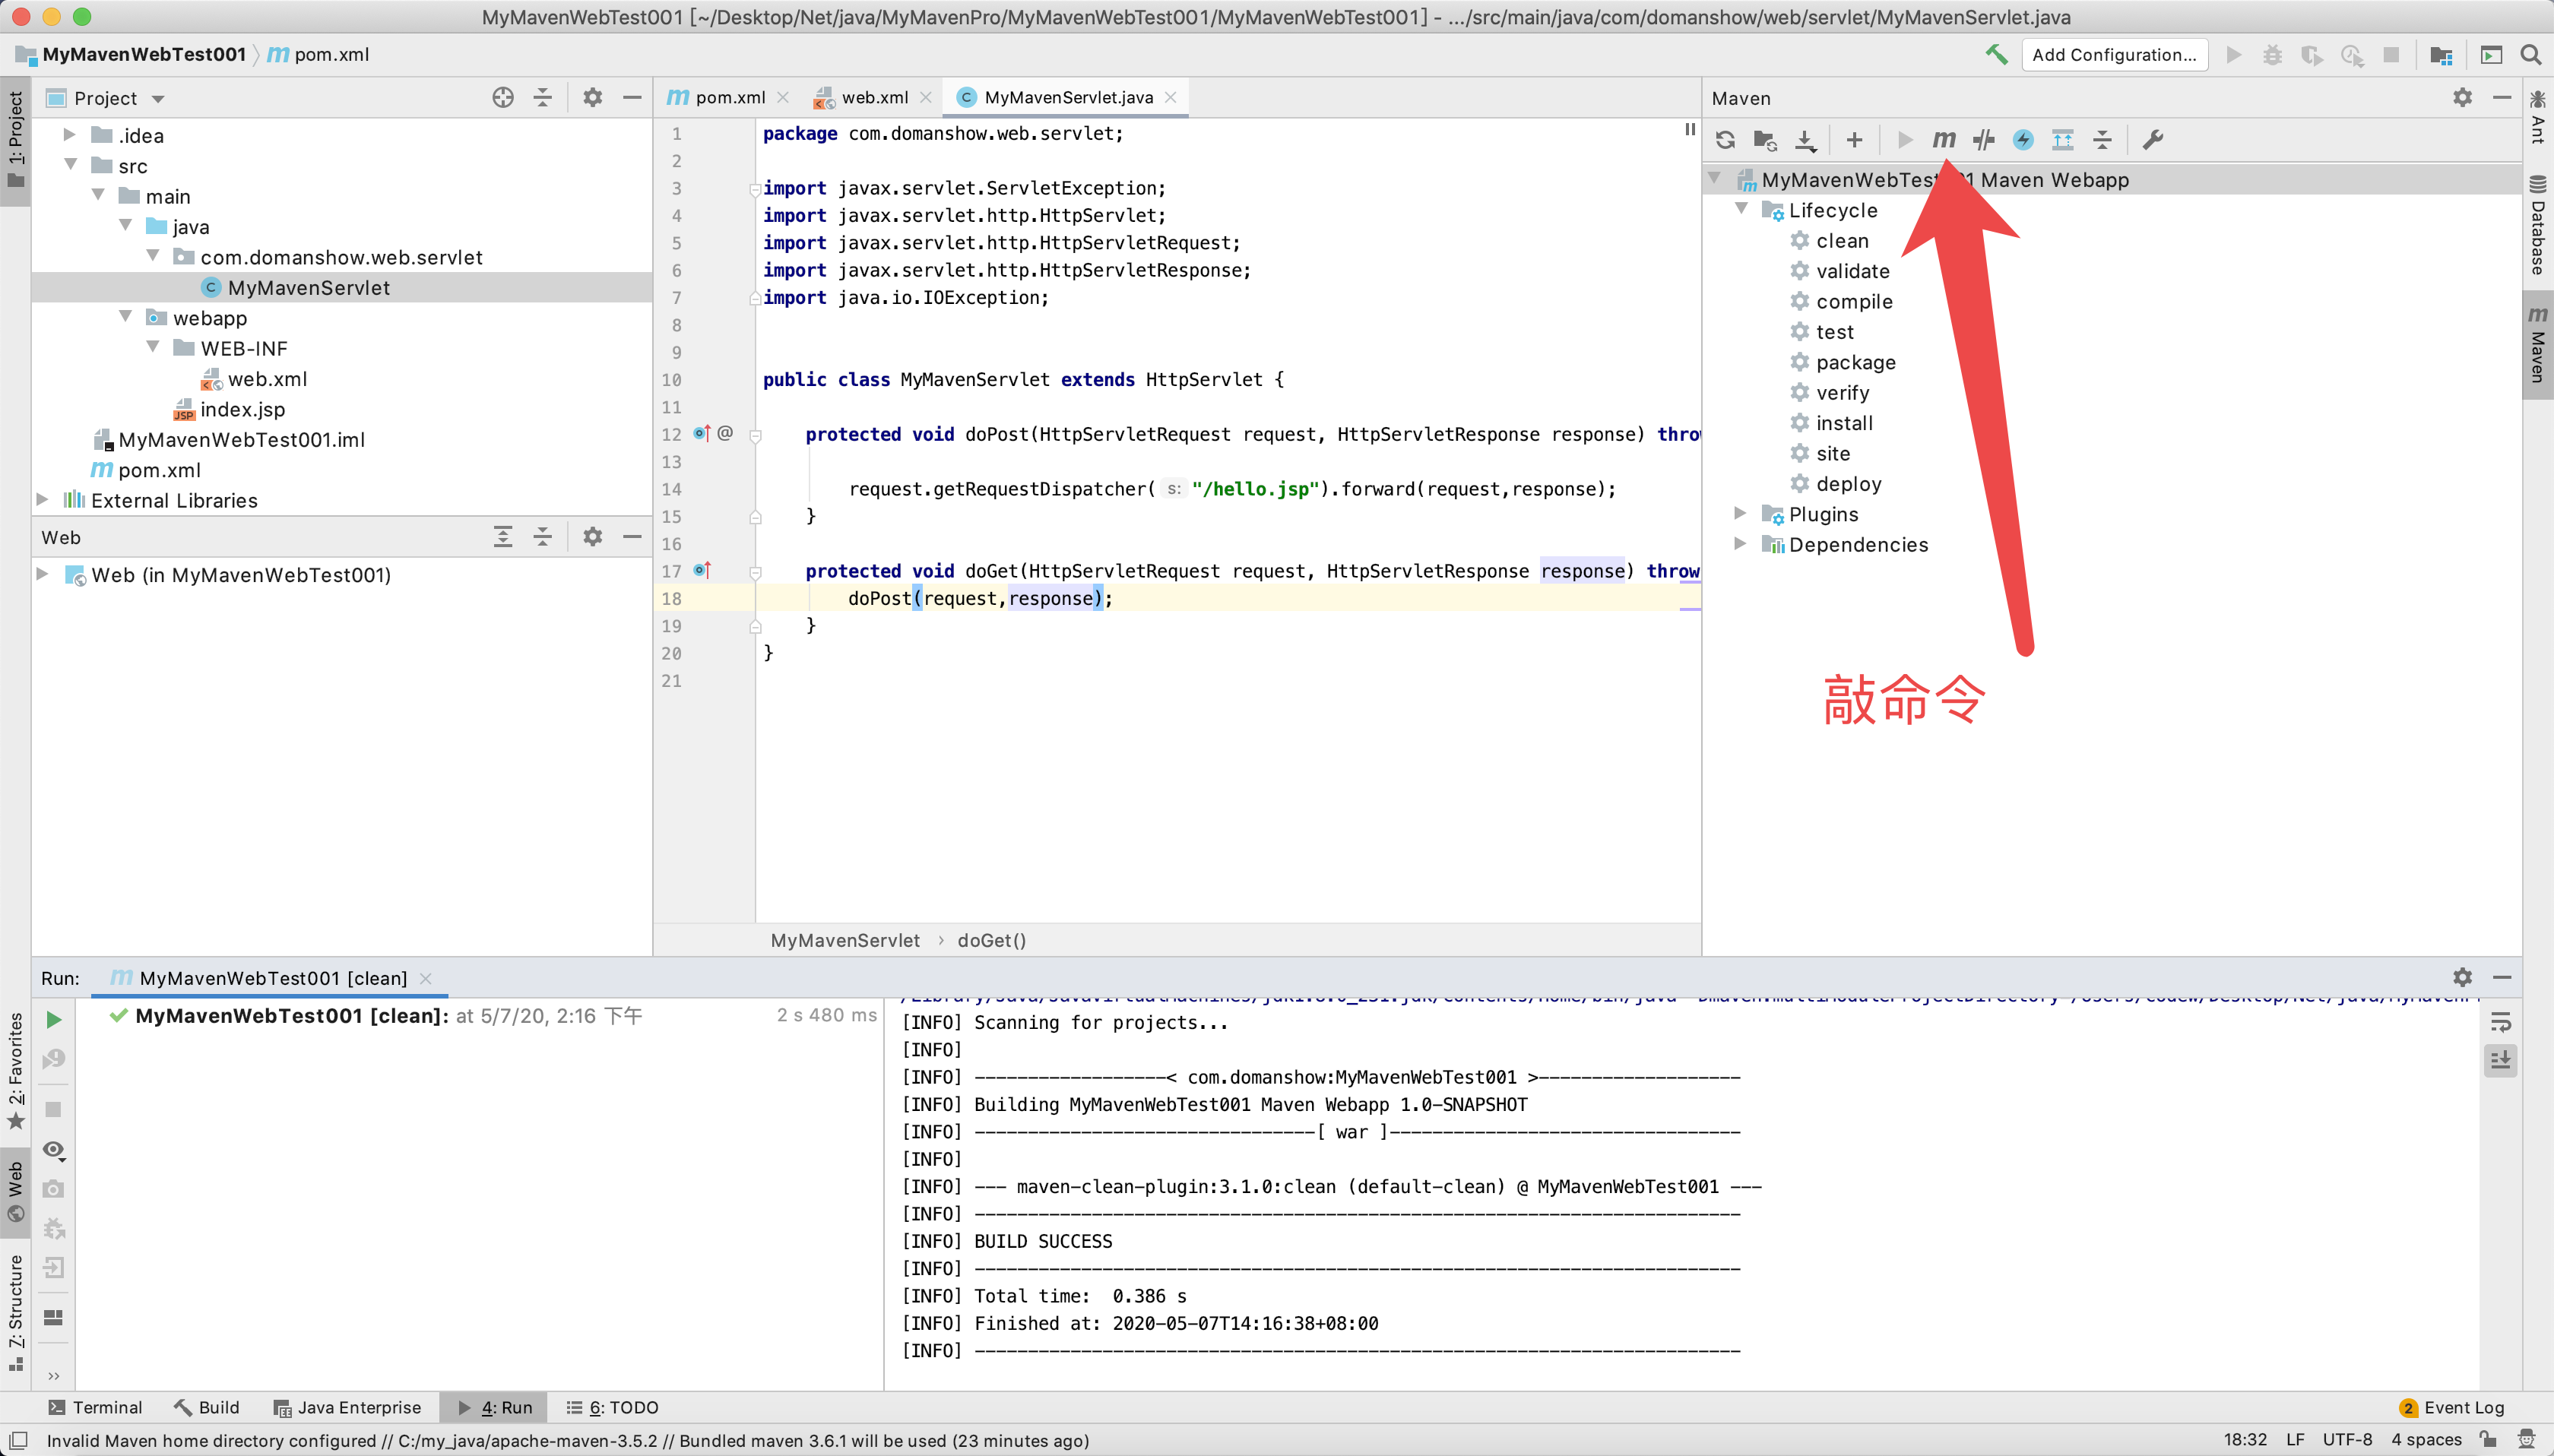 MyMavenWebTest001 [~/Desktop/Net/java/MyMavenPro/MyMavenWebTest001/MyMavenWebTest001] - .../src/main/java/com/domanshow/web/servlet/MyMavenServlet.java
MyMavenWebTest001 pom.xml
Add Configuration...
1: Project
Project
.idea
src
main
java
com.domanshow.web.servlet
MyMavenServlet
webapp
WEB-INF
web.xml
index.jsp
MyMavenWebTest001.iml
pom.xml
External Libraries
Web
Web (in MyMavenWebTest001)
pom.xml
web.xml
MyMavenServlet.java
1 package com.domanshow.web.servlet;
2
3 import javax.servlet.ServletException;
4 import javax.servlet.http.HttpServlet;
5 import javax.servlet.http.HttpServletRequest;
6 import javax.servlet.http.HttpServletResponse;
7 import java.io.IOException;
8
9
10 public class MyMavenServlet extends HttpServlet {
11
12 @ protected void doPost(HttpServletRequest request, HttpServletResponse response) throw
13
14 request.getRequestDispatcher( s: "/hello.jsp").forward(request,response);
15 }
16
17 protected void doGet(HttpServletRequest request, HttpServletResponse response) throw
18 doPost(request,response);
19 }
20 }
21
MyMavenServlet › doGet()
Maven
MyMavenWebTest 1 Maven Webapp
Lifecycle
clean
validate
compile
test
package
verify
install
site
deploy
Plugins
Dependencies
敲命令
Ant
Database
Maven
Run: MyMavenWebTest001 [clean]
MyMavenWebTest001 [clean]: at 5/7/20, 2:16 下午 2 s 480 ms
[INFO] Scanning for projects...
[INFO]
[INFO] ------------------< com.domanshow:MyMavenWebTest001 >-------------------
[INFO] Building MyMavenWebTest001 Maven Webapp 1.0-SNAPSHOT
[INFO] --------------------------------[ war ]---------------------------------
[INFO]
[INFO] --- maven-clean-plugin:3.1.0:clean (default-clean) @ MyMavenWebTest001 ---
[INFO] ------------------------------------------------------------------------
[INFO] BUILD SUCCESS
[INFO] ------------------------------------------------------------------------
[INFO] Total time:  0.386 s
[INFO] Finished at: 2020-05-07T14:16:38+08:00
[INFO] ------------------------------------------------------------------------
2: Favorites
Web
Z: Structure
Terminal
Build
Java Enterprise
4: Run
6: TODO
2 Event Log
Invalid Maven home directory configured // C:/my_java/apache-maven-3.5.2 // Bundled maven 3.6.1 will be used (23 minutes ago)
18:32 LF UTF-8 4 spaces